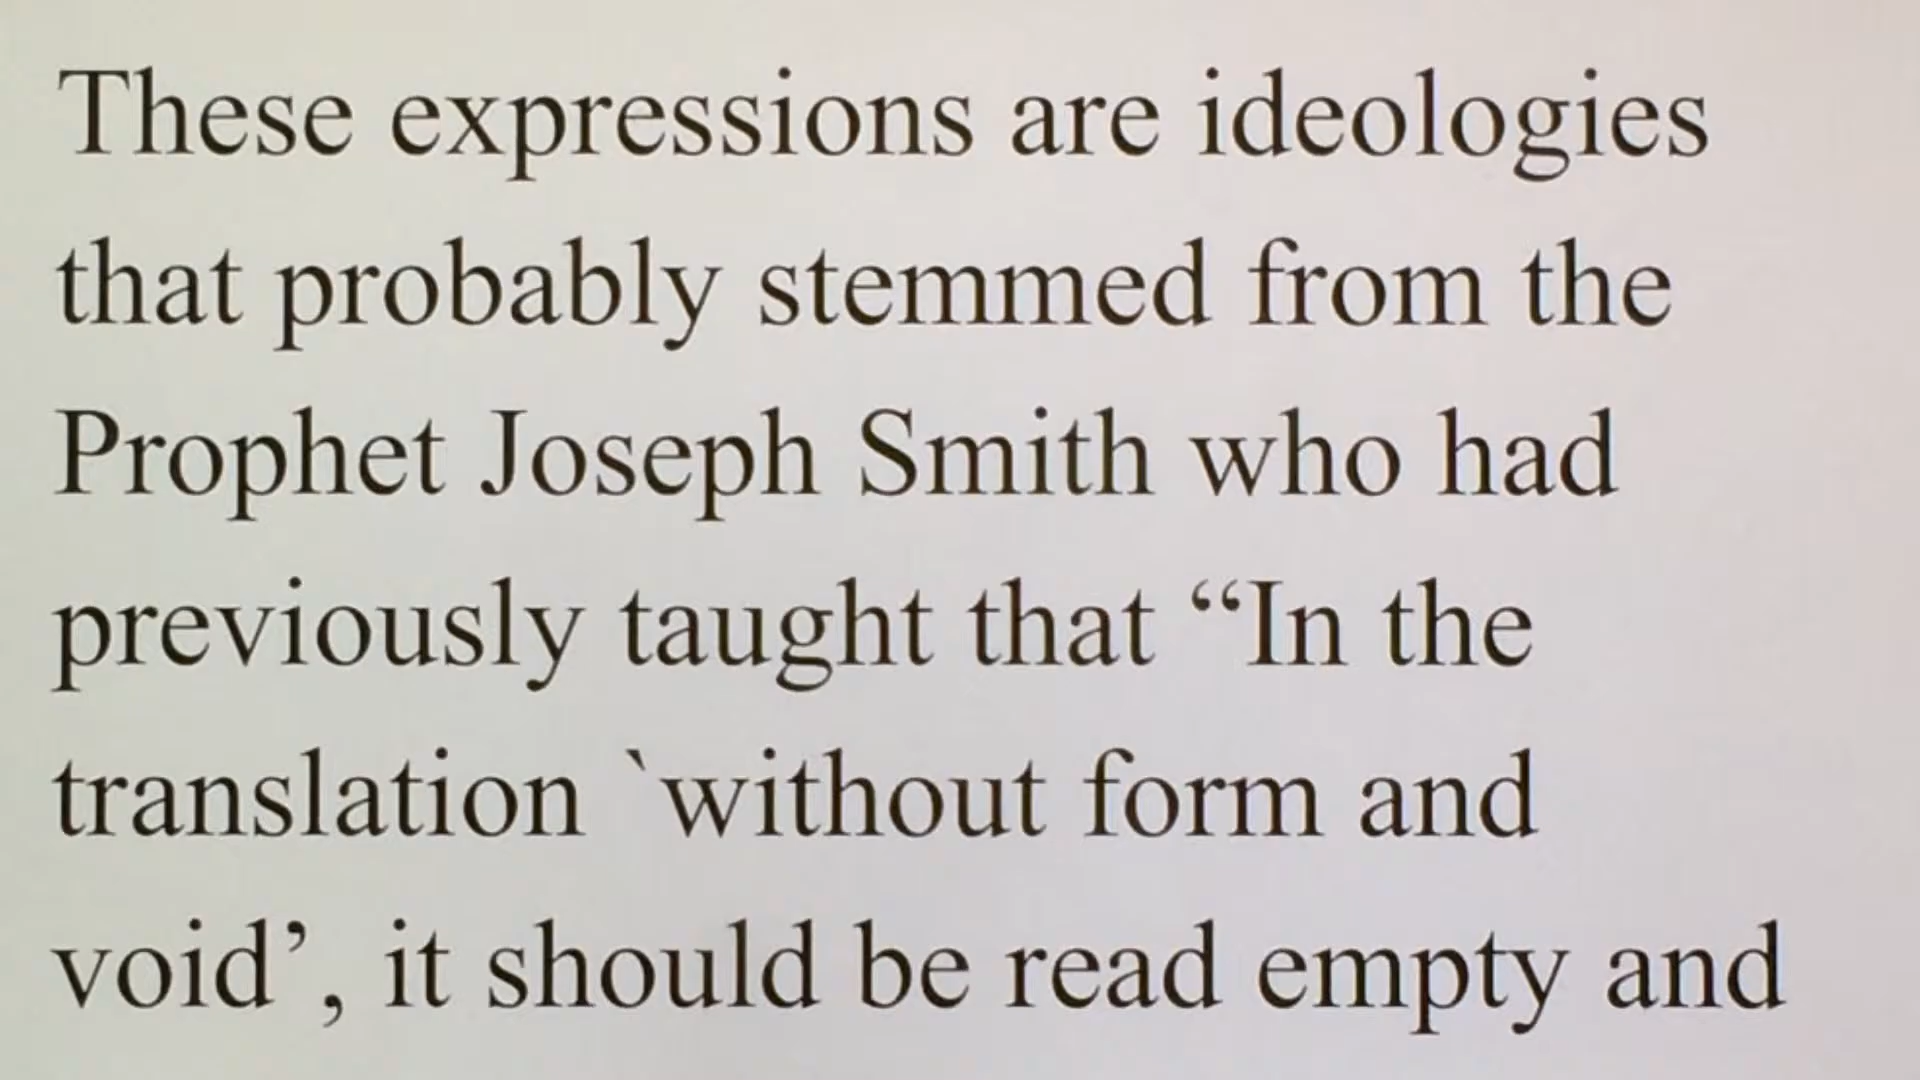 These expressions are ideologies
that probably stemmed from the
Prophet Joseph Smith who had
previously taught that “In the
translation `without form and
void’, it should be read empty and